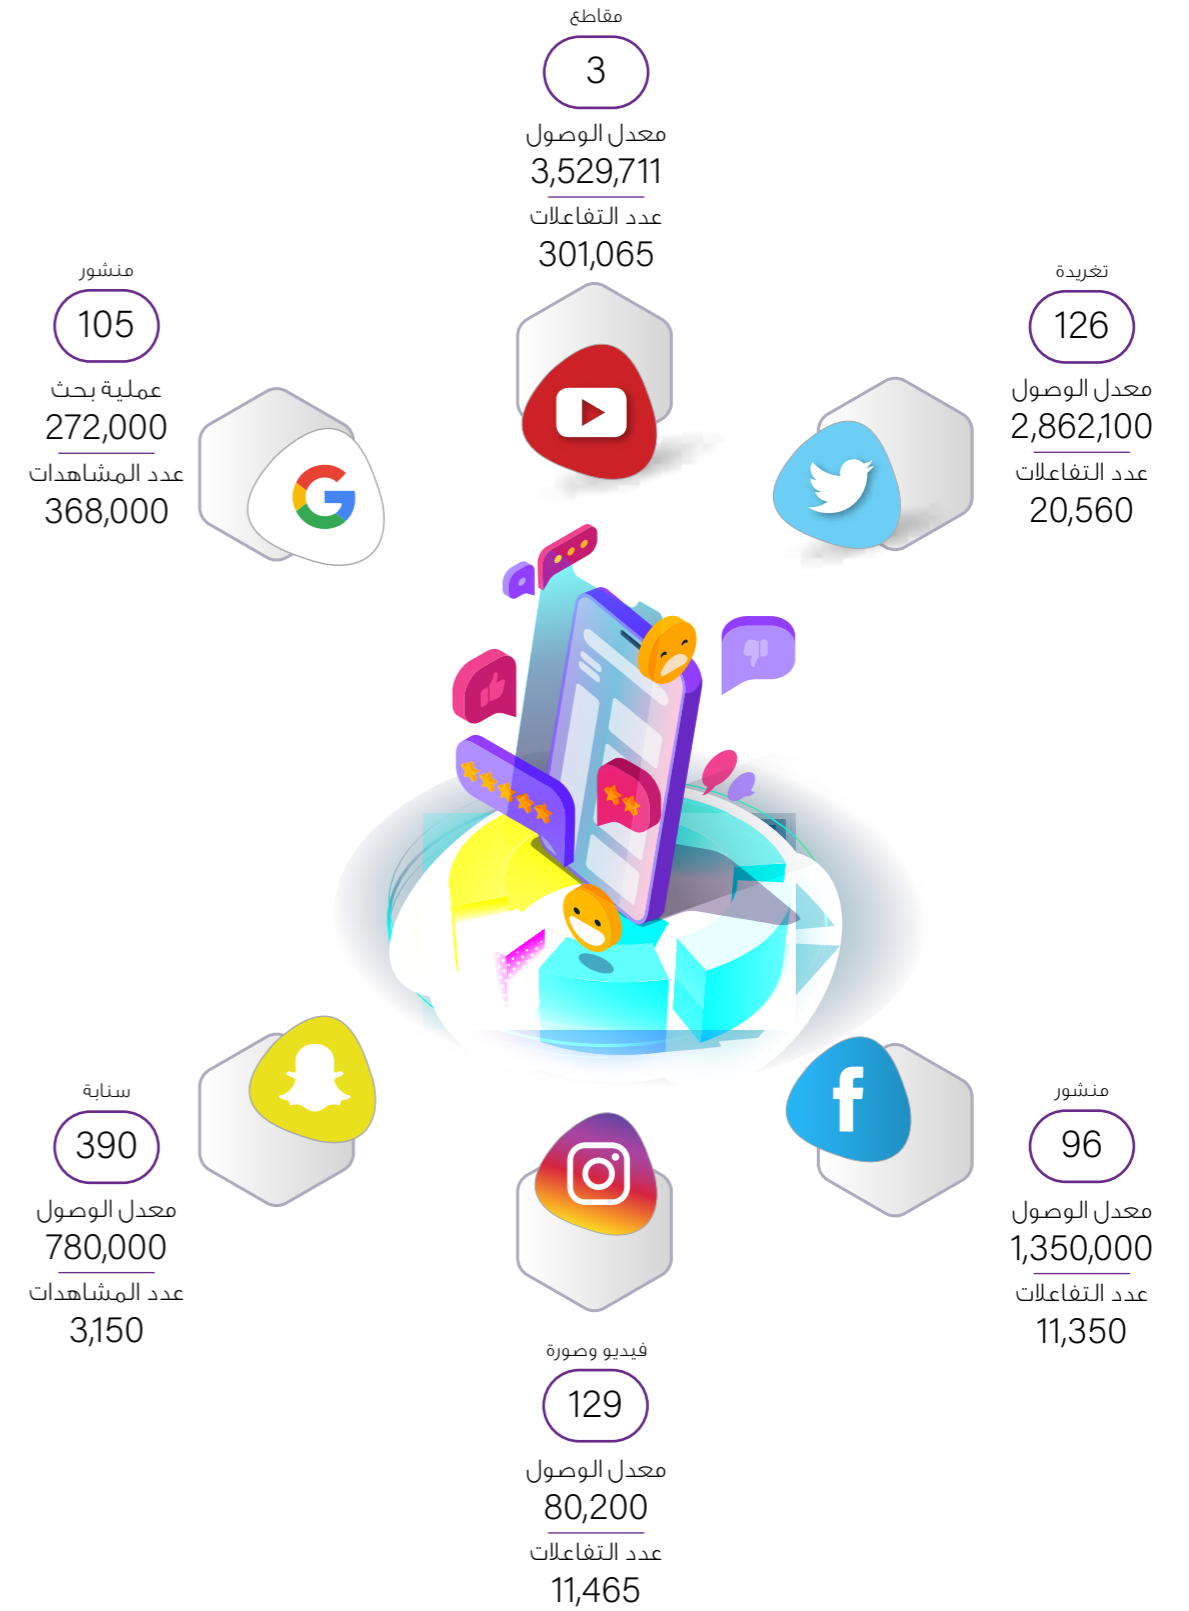 مقاطع
3
معدل الوصول
3,529,711
عدد التفاعلات
301,065
تغريدة
126
معدل الوصول
2,862,100
عدد التفاعلات
20,560
منشور
105
عملية بحث
272,000
عدد المشاهدات
368,000
منشور
96
معدل الوصول
1,350,000
عدد التفاعلات
11,350
سنابة
390
معدل الوصول
780,000
عدد المشاهدات
3,150
فيديو وصورة
129
معدل الوصول
80,200
عدد التفاعلات
11,465